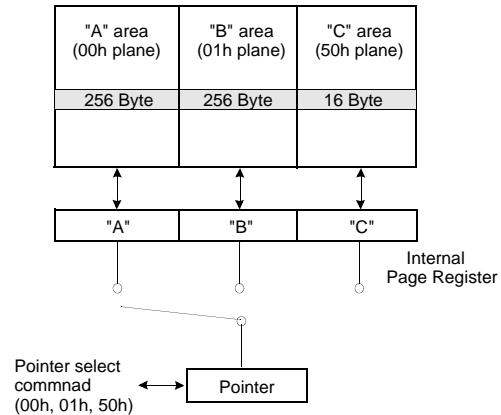 "A" area
(00h plane)
"B" area
(01h plane)
"C" area
(50h plane)
256 Byte
256 Byte
16 Byte
"A"
"B"
"C"
Internal
Page Register
Pointer select
commnad
(00h, 01h, 50h)
Pointer